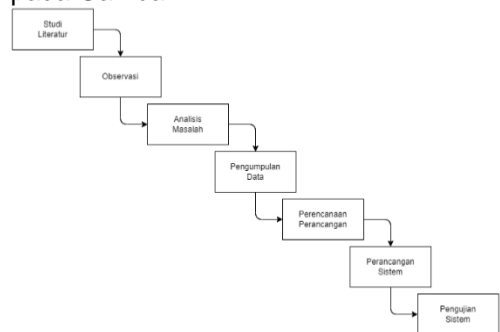 Studi
Literatur
Observasi
Analisis
Masalah
Pengumpulan
Data
Perencanaan
Perancangan
Perancangan
Sistem
Pengujian
Sistem